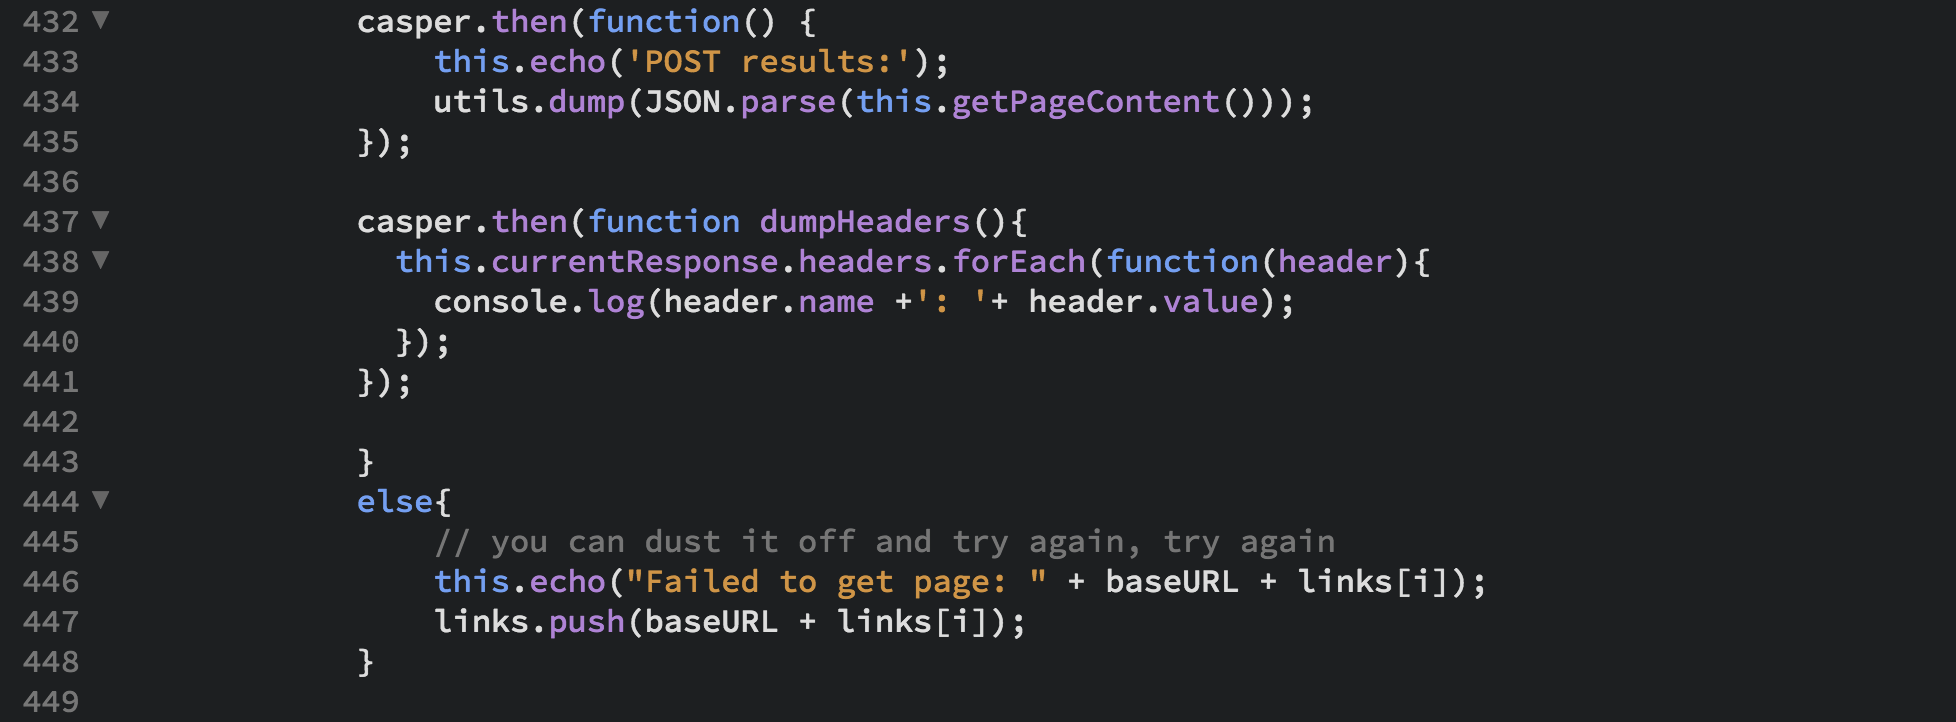 432 ▼ casper.then(function() {
433 this.echo('POST results:');
434 utils.dump(JSON.parse(this.getPageContent()));
435 });
436
437 ▼ casper.then(function dumpHeaders(){
438 ▼ this.currentResponse.headers.forEach(function(header){
439 console.log(header.name +': '+ header.value);
440 });
441 });
442
443 }
444 ▼ else{
445 // you can dust it off and try again, try again
446 this.echo("Failed to get page: " + baseURL + links[i]);
447 links.push(baseURL + links[i]);
448 }
449